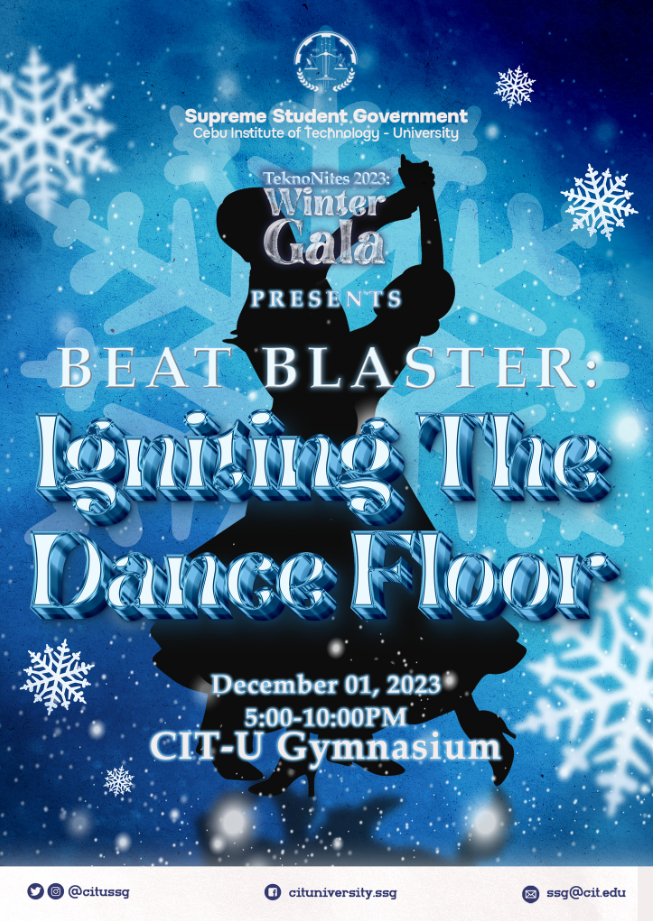 Supreme Student Government
Cebu Institute of Technology - University
TeknoNites 2023:
Winter
Gala
PRESENTS
BEAT BLASTER:
Igniting The
Dance Floor
December 01, 2023
5:00-10:00PM
CIT-U Gymnasium
@citussg
cituniversity.ssg
ssg@cit.edu